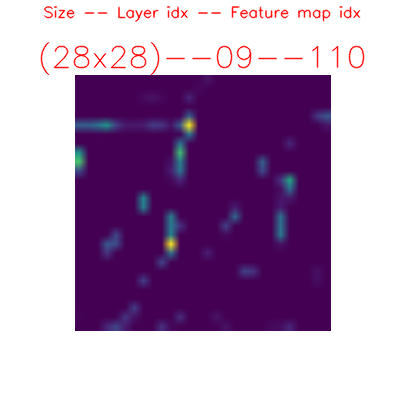 Size -- Layer idx -- Feature map idx
(28x28)--09--110